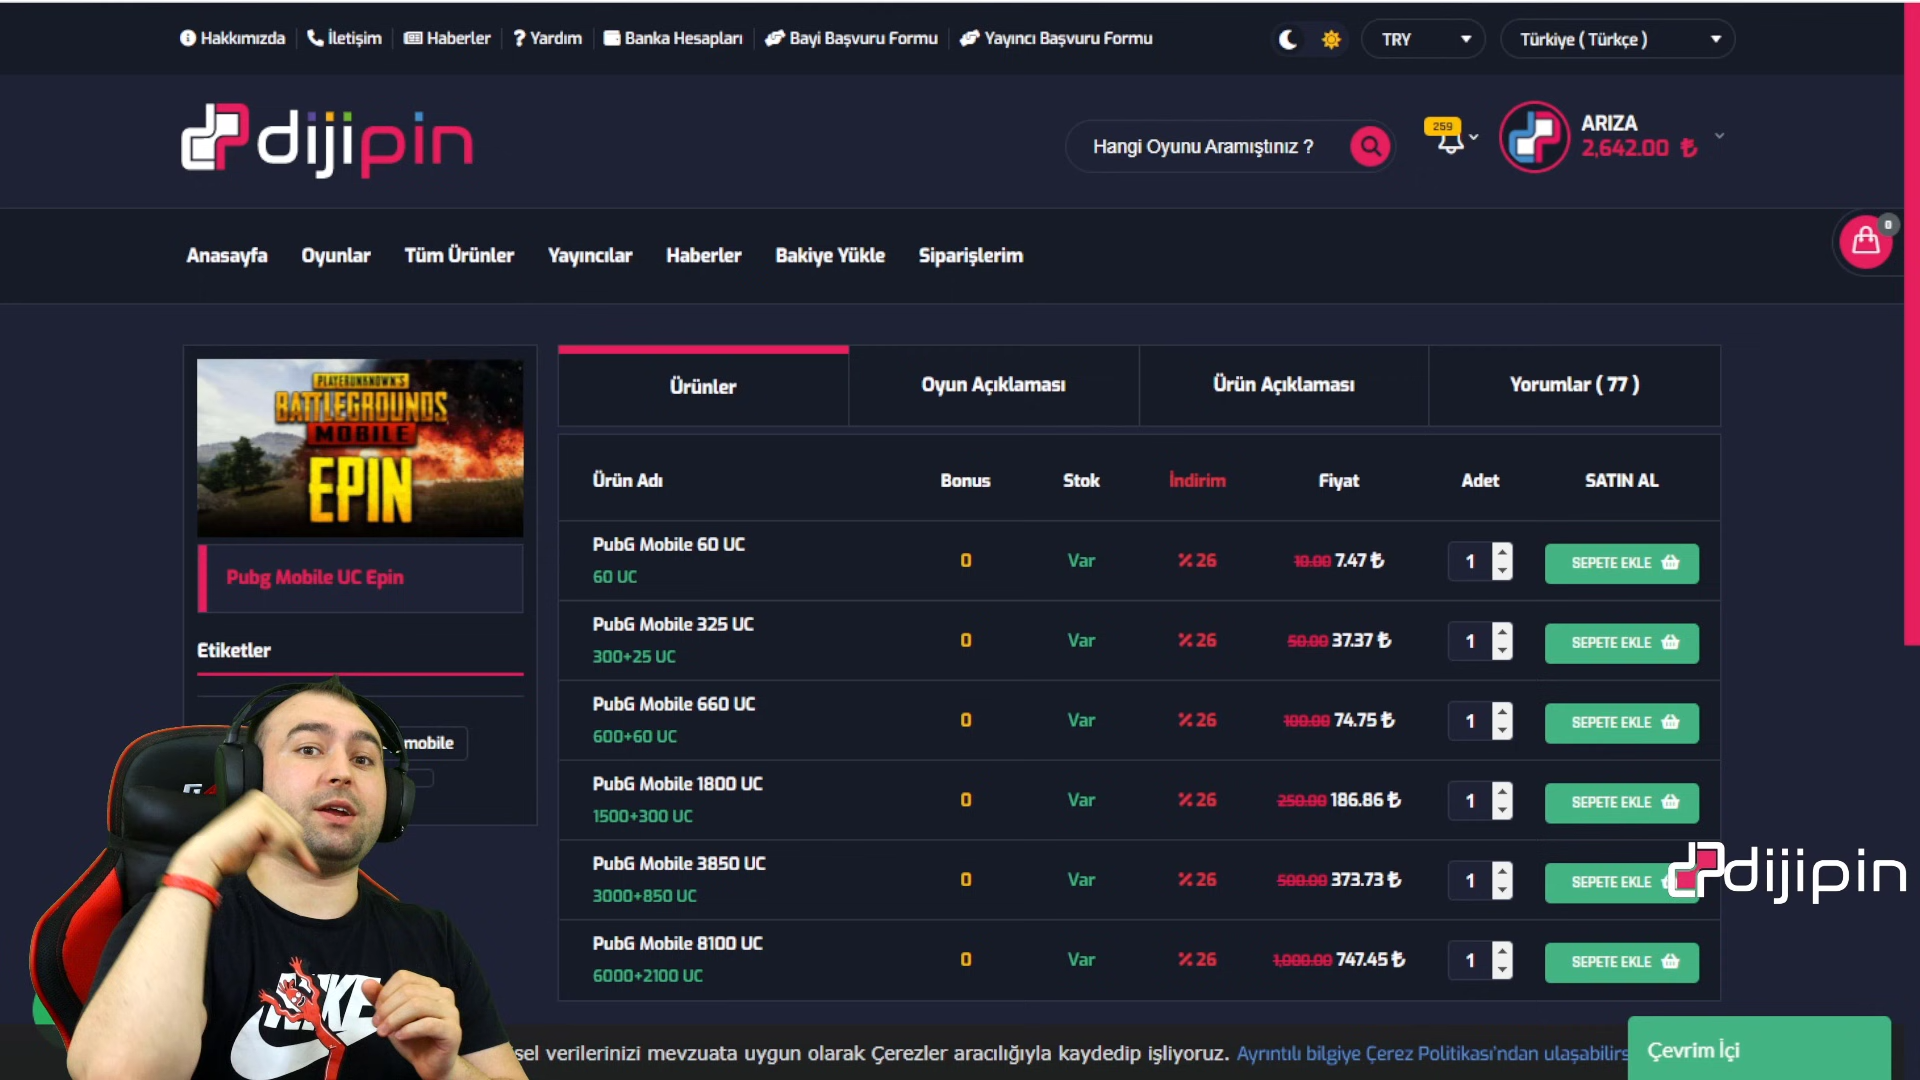 Hakkımızda İletişim Haberler ? Yardım Banka Hesapları Bayi Başvuru Formu Yayıncı Başvuru Formu TRY Türkiye ( Türkçe )
dijipin
Hangi Oyunu Aramıştınız ?
259
ARIZA
2,642.00 ₺
0
Anasayfa Oyunlar Tüm Ürünler Yayıncılar Haberler Bakiye Yükle Siparişlerim
PLAYERUNKNOWN'S
BATTLEGROUNDS
MOBILE
EPIN
Pubg Mobile UC Epin
Etiketler
mobile
Ürünler Oyun Açıklaması Ürün Açıklaması Yorumlar ( 77 )
Ürün Adı Bonus Stok İndirim Fiyat Adet SATIN AL
PubG Mobile 60 UC
60 UC
0 Var % 26 10.00 7.47 ₺ 1 SEPETE EKLE
PubG Mobile 325 UC
300+25 UC
0 Var % 26 50.00 37.37 ₺ 1 SEPETE EKLE
PubG Mobile 660 UC
600+60 UC
0 Var % 26 100.00 74.75 ₺ 1 SEPETE EKLE
PubG Mobile 1800 UC
1500+300 UC
0 Var % 26 250.00 186.86 ₺ 1 SEPETE EKLE
PubG Mobile 3850 UC
3000+850 UC
0 Var % 26 500.00 373.73 ₺ 1 SEPETE EKLE
dijipin
PubG Mobile 8100 UC
6000+2100 UC
0 Var % 26 1,000.00 747.45 ₺ 1 SEPETE EKLE
NIKE
sel verilerinizi mevzuata uygun olarak Çerezler aracılığıyla kaydedip işliyoruz. Ayrıntılı bilgiye Çerez Politikası'ndan ulaşabilirs
Çevrim İçi